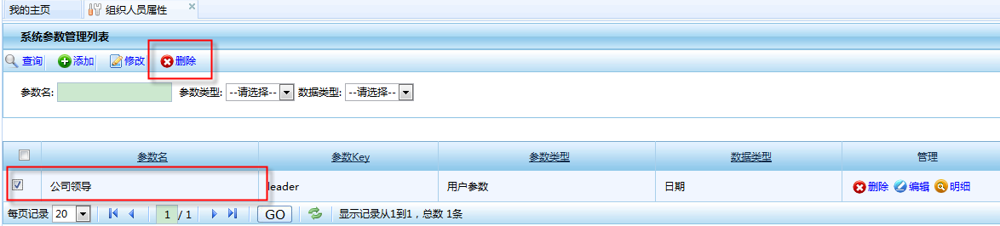 我的主页 组织人员属性
系统参数管理列表
查询 添加 修改 删除
参数名: 参数类型: --请选择-- 数据类型: --请选择--
参数名 参数Key 参数类型 数据类型 管理
公司领导 leader 用户参数 日期 删除 编辑 明细
每页记录 20 1 / 1 GO 显示记录从1到1，总数 1条